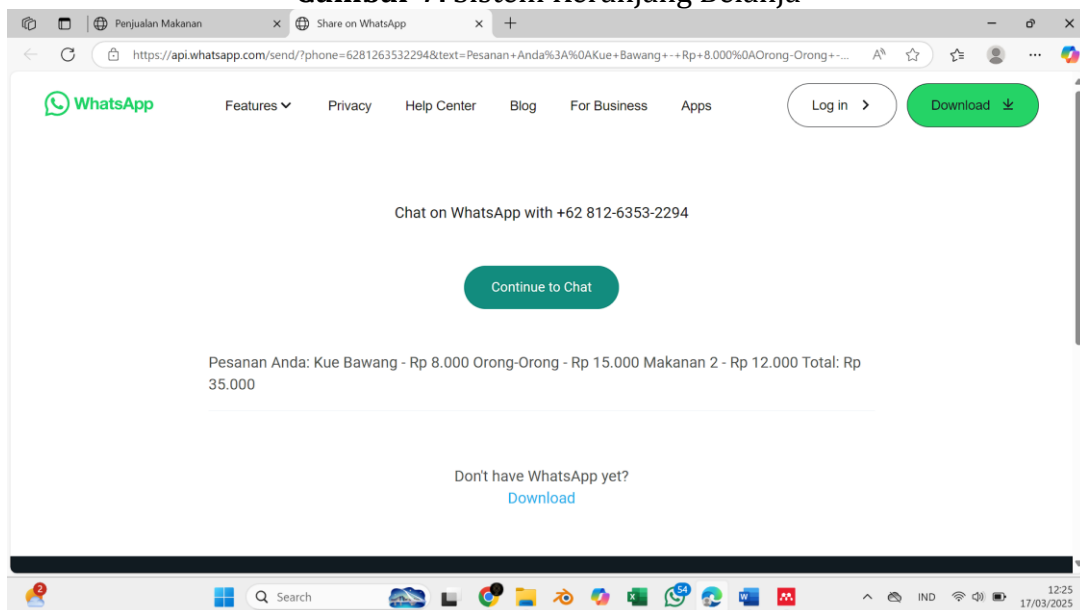 Gambar 7. Sistem Keranjang Belanja
Penjualan Makanan
Share on WhatsApp
https://api.whatsapp.com/send/?phone=6281263532294&text=Pesanan+Anda%3A%0AKue+Bawang+-+Rp+8.000%0AOrong-Orong+-...
WhatsApp
Features
Privacy
Help Center
Blog
For Business
Apps
Log in
Download
Chat on WhatsApp with +62 812-6353-2294
Continue to Chat
Pesanan Anda: Kue Bawang - Rp 8.000 Orong-Orong - Rp 15.000 Makanan 2 - Rp 12.000 Total: Rp
35.000
Don't have WhatsApp yet?
Download
2
Search
54
IND
12:25
17/03/2025